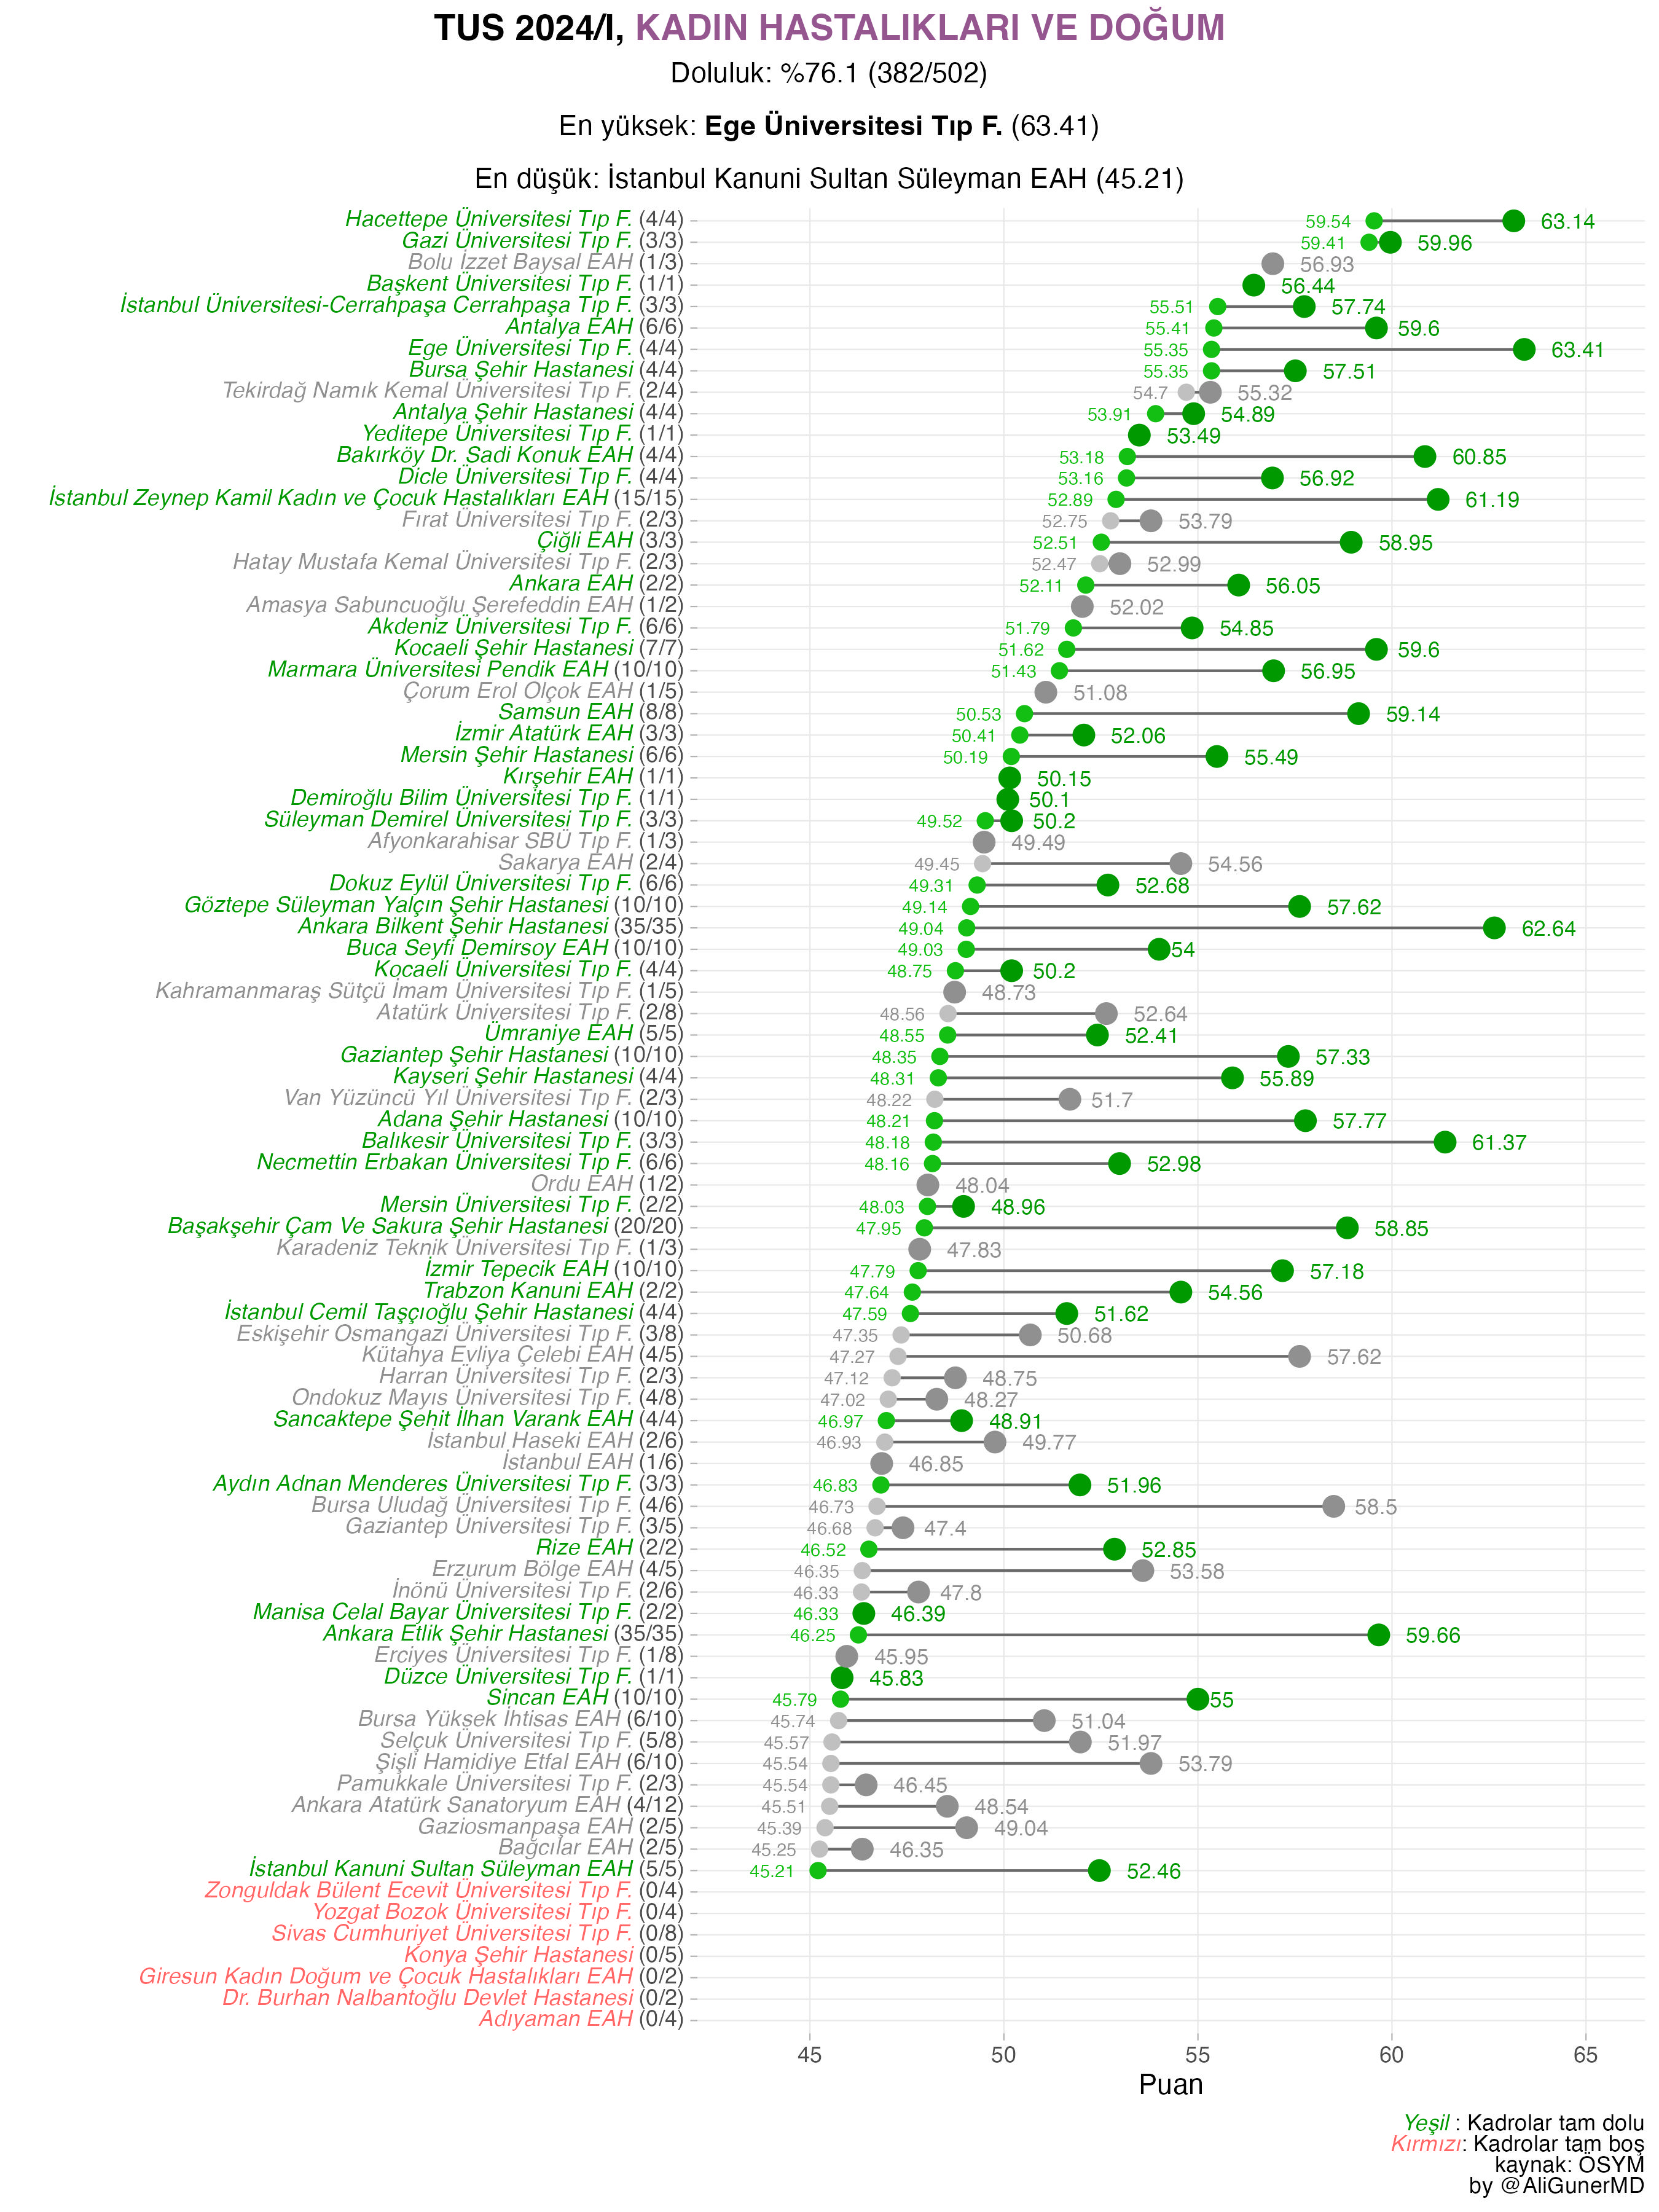 TUS 2024/I, KADIN HASTALIKLARI VE DOĞUM
Doluluk: %76.1 (382/502)
En yüksek: Ege Üniversitesi Tıp F. (63.41)
En düşük: İstanbul Kanuni Sultan Süleyman EAH (45.21)
Hacettepe Üniversitesi Tıp F. (4/4) 59.54 63.14
Gazi Üniversitesi Tıp F. (3/3) 59.41 59.96
Bolu İzzet Baysal EAH (1/3) 56.93
Başkent Üniversitesi Tıp F. (1/1) 56.44
İstanbul Üniversitesi-Cerrahpaşa Cerrahpaşa Tıp F. (3/3) 55.51 57.74
Antalya EAH (6/6) 55.41 59.6
Ege Üniversitesi Tıp F. (4/4) 55.35 63.41
Bursa Şehir Hastanesi (4/4) 55.35 57.51
Tekirdağ Namık Kemal Üniversitesi Tıp F. (2/4) 54.7 55.32
Antalya Şehir Hastanesi (4/4) 53.91 54.89
Yeditepe Üniversitesi Tıp F. (1/1) 53.49
Bakırköy Dr. Sadi Konuk EAH (4/4) 53.18 60.85
Dicle Üniversitesi Tıp F. (4/4) 53.16 56.92
İstanbul Zeynep Kamil Kadın ve Çocuk Hastalıkları EAH (15/15) 52.89 61.19
Fırat Üniversitesi Tıp F. (2/3) 52.75 53.79
Çiğli EAH (3/3) 52.51 58.95
Hatay Mustafa Kemal Üniversitesi Tıp F. (2/3) 52.47 52.99
Ankara EAH (2/2) 52.11 56.05
Amasya Sabuncuoğlu Şerefeddin EAH (1/2) 52.02
Akdeniz Üniversitesi Tıp F. (6/6) 51.79 54.85
Kocaeli Şehir Hastanesi (7/7) 51.62 59.6
Marmara Üniversitesi Pendik EAH (10/10) 51.43 56.95
Çorum Erol Olçok EAH (1/5) 51.08
Samsun EAH (8/8) 50.53 59.14
İzmir Atatürk EAH (3/3) 50.41 52.06
Mersin Şehir Hastanesi (6/6) 50.19 55.49
Kırşehir EAH (1/1) 50.15
Demiroğlu Bilim Üniversitesi Tıp F. (1/1) 50.1
Süleyman Demirel Üniversitesi Tıp F. (3/3) 49.52 50.2
Afyonkarahisar SBÜ Tıp F. (1/3) 49.49
Sakarya EAH (2/4) 49.45 54.56
Dokuz Eylül Üniversitesi Tıp F. (6/6) 49.31 52.68
Göztepe Süleyman Yalçın Şehir Hastanesi (10/10) 49.14 57.62
Ankara Bilkent Şehir Hastanesi (35/35) 49.04 62.64
Buca Seyfi Demirsoy EAH (10/10) 49.03 54
Kocaeli Üniversitesi Tıp F. (4/4) 48.75 50.2
Kahramanmaraş Sütçü İmam Üniversitesi Tıp F. (1/5) 48.73
Atatürk Üniversitesi Tıp F. (2/8) 48.56 52.64
Ümraniye EAH (5/5) 48.55 52.41
Gaziantep Şehir Hastanesi (10/10) 48.35 57.33
Kayseri Şehir Hastanesi (4/4) 48.31 55.89
Van Yüzüncü Yıl Üniversitesi Tıp F. (2/3) 48.22 51.7
Adana Şehir Hastanesi (10/10) 48.21 57.77
Balıkesir Üniversitesi Tıp F. (3/3) 48.18 61.37
Necmettin Erbakan Üniversitesi Tıp F. (6/6) 48.16 52.98
Ordu EAH (1/2) 48.04
Mersin Üniversitesi Tıp F. (2/2) 48.03 48.96
Başakşehir Çam Ve Sakura Şehir Hastanesi (20/20) 47.95 58.85
Karadeniz Teknik Üniversitesi Tıp F. (1/3) 47.83
İzmir Tepecik EAH (10/10) 47.79 57.18
Trabzon Kanuni EAH (2/2) 47.64 54.56
İstanbul Cemil Taşçıoğlu Şehir Hastanesi (4/4) 47.59 51.62
Eskişehir Osmangazi Üniversitesi Tıp F. (3/8) 47.35 50.68
Kütahya Evliya Çelebi EAH (4/5) 47.27 57.62
Harran Üniversitesi Tıp F. (2/3) 47.12 48.75
Ondokuz Mayıs Üniversitesi Tıp F. (4/8) 47.02 48.27
Sancaktepe Şehit İlhan Varank EAH (4/4) 46.97 48.91
İstanbul Haseki EAH (2/6) 46.93 49.77
İstanbul EAH (1/6) 46.85
Aydın Adnan Menderes Üniversitesi Tıp F. (3/3) 46.83 51.96
Bursa Uludağ Üniversitesi Tıp F. (4/6) 46.73 58.5
Gaziantep Üniversitesi Tıp F. (3/5) 46.68 47.4
Rize EAH (2/2) 46.52 52.85
Erzurum Bölge EAH (4/5) 46.35 53.58
İnönü Üniversitesi Tıp F. (2/6) 46.33 47.8
Manisa Celal Bayar Üniversitesi Tıp F. (2/2) 46.33 46.39
Ankara Etlik Şehir Hastanesi (35/35) 46.25 59.66
Erciyes Üniversitesi Tıp F. (1/8) 45.95
Düzce Üniversitesi Tıp F. (1/1) 45.83
Sincan EAH (10/10) 45.79 55
Bursa Yüksek İhtisas EAH (6/10) 45.74 51.04
Selçuk Üniversitesi Tıp F. (5/8) 45.57 51.97
Şişli Hamidiye Etfal EAH (6/10) 45.54 53.79
Pamukkale Üniversitesi Tıp F. (2/3) 45.54 46.45
Ankara Atatürk Sanatoryum EAH (4/12) 45.51 48.54
Gaziosmanpaşa EAH (2/5) 45.39 49.04
Bağcılar EAH (2/5) 45.25 46.35
İstanbul Kanuni Sultan Süleyman EAH (5/5) 45.21 52.46
Zonguldak Bülent Ecevit Üniversitesi Tıp F. (0/4)
Yozgat Bozok Üniversitesi Tıp F. (0/4)
Sivas Cumhuriyet Üniversitesi Tıp F. (0/8)
Konya Şehir Hastanesi (0/5)
Giresun Kadın Doğum ve Çocuk Hastalıkları EAH (0/2)
Dr. Burhan Nalbantoğlu Devlet Hastanesi (0/2)
Adıyaman EAH (0/4)
45 50 55 60 65
Puan
Yeşil : Kadrolar tam dolu
Kırmızı: Kadrolar tam boş
kaynak: ÖSYM
by @AliGunerMD